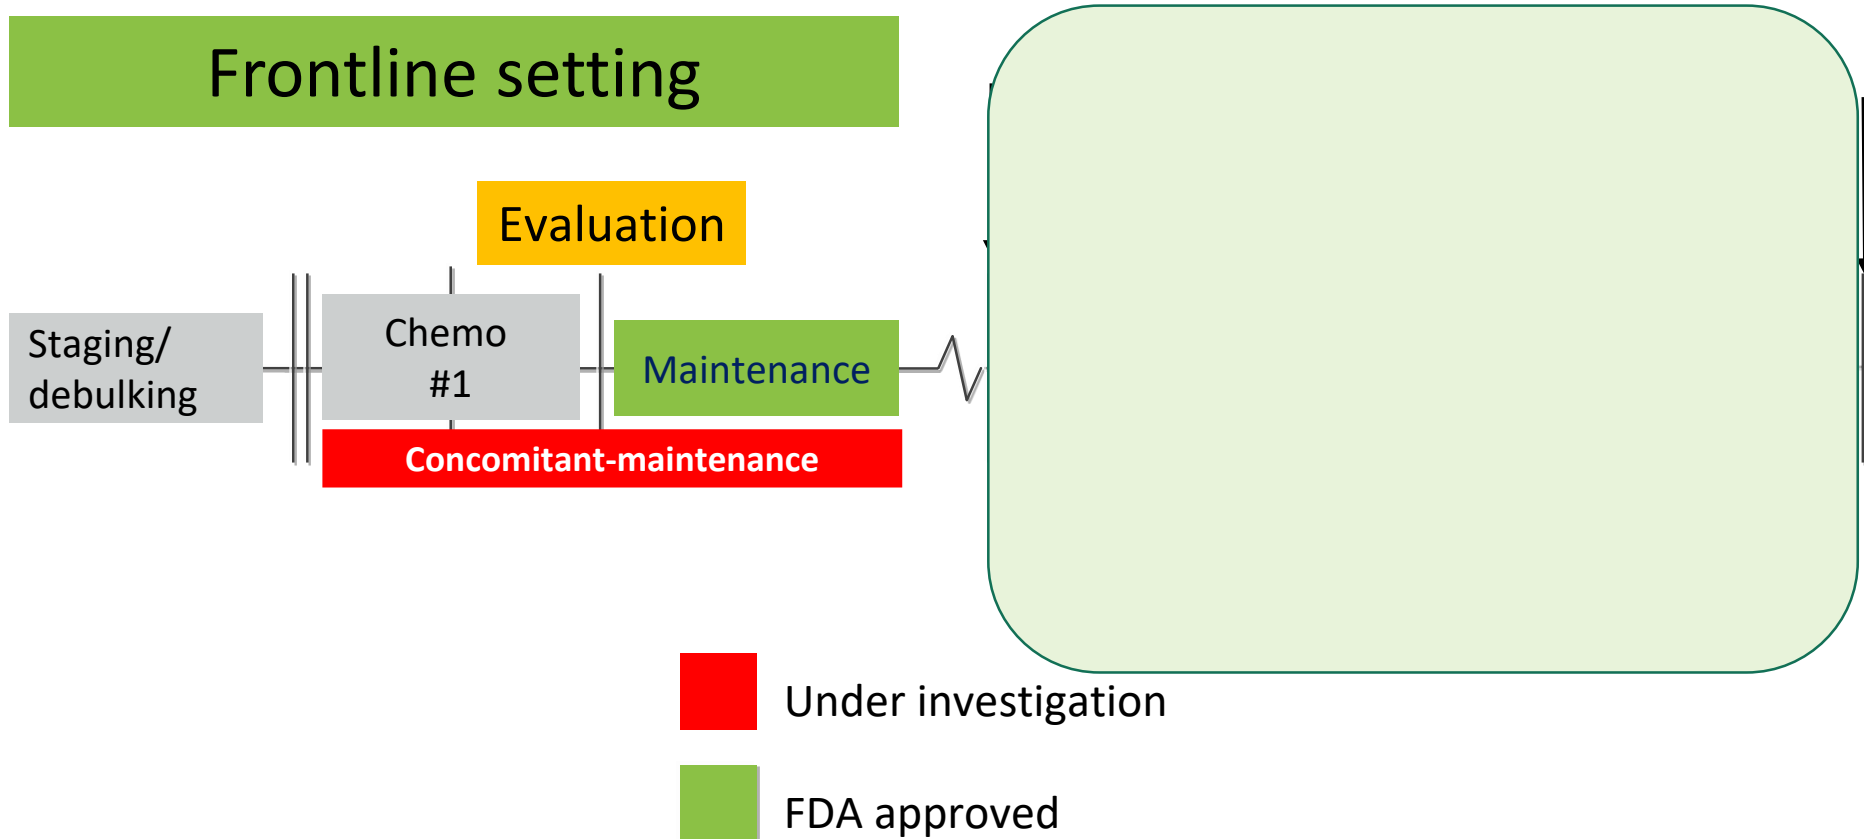 Frontline setting
Evaluation
Staging/
debulking
Chemo
#1
Maintenance
Concomitant-maintenance
Under investigation
FDA approved